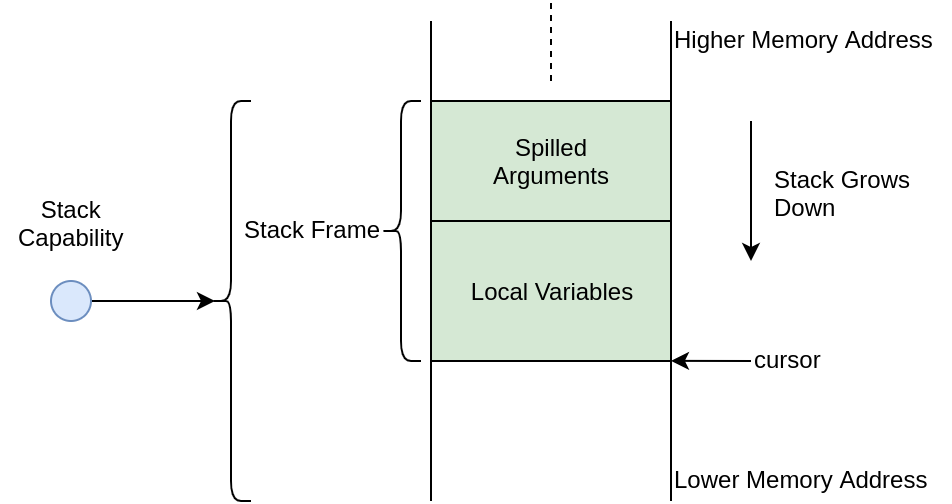 Higher Memory Address
Spilled
Arguments
Stack Grows
Down
Stack
Capability
Stack Frame
Local Variables
cursor
Lower Memory Address